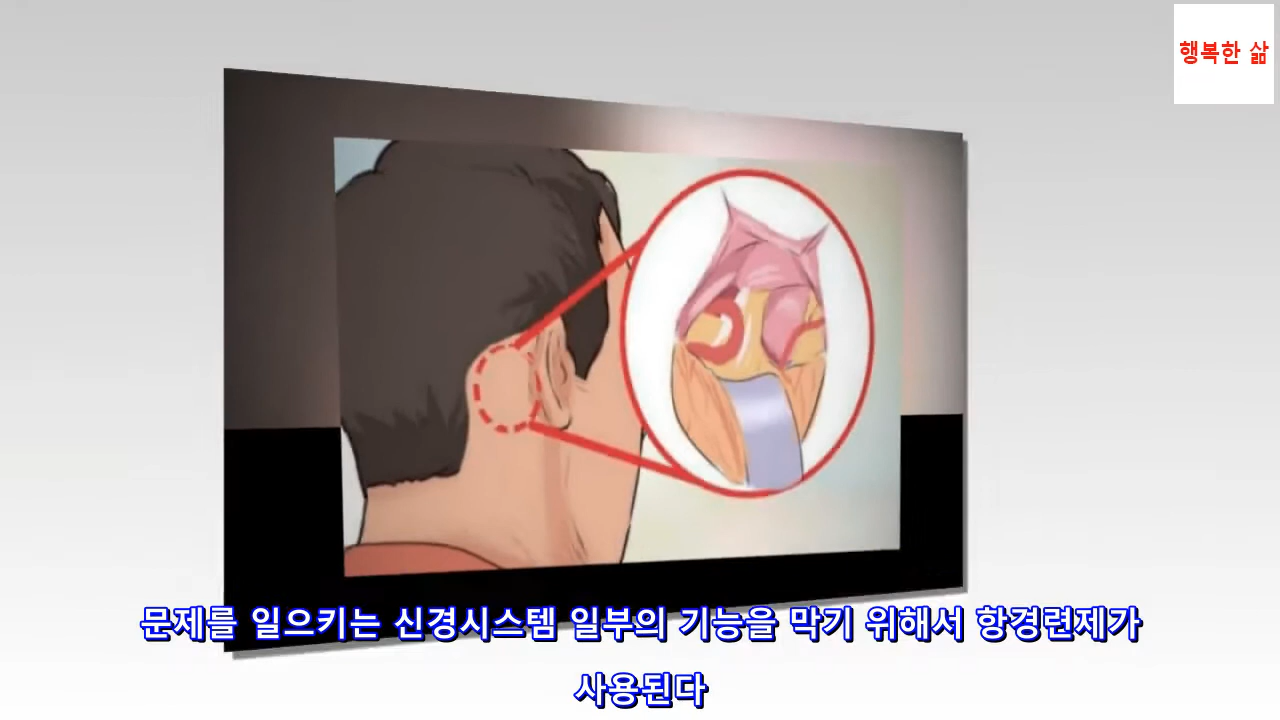 행복한 삶
문제를 일으키는 신경시스템 일부의 기능을 막기 위해서 항경련제가
사용된다